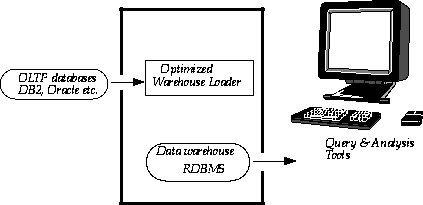 OLTP databases
DB2, Oracle etc.
Optimized
Warehouse Loader
Data warehouse
RDBMS
Query & Analysis
Tools